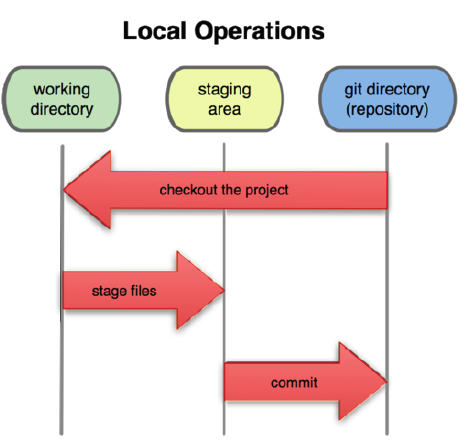 Local Operations
working
directory
staging
area
git directory
(repository)
checkout the project
stage files
commit